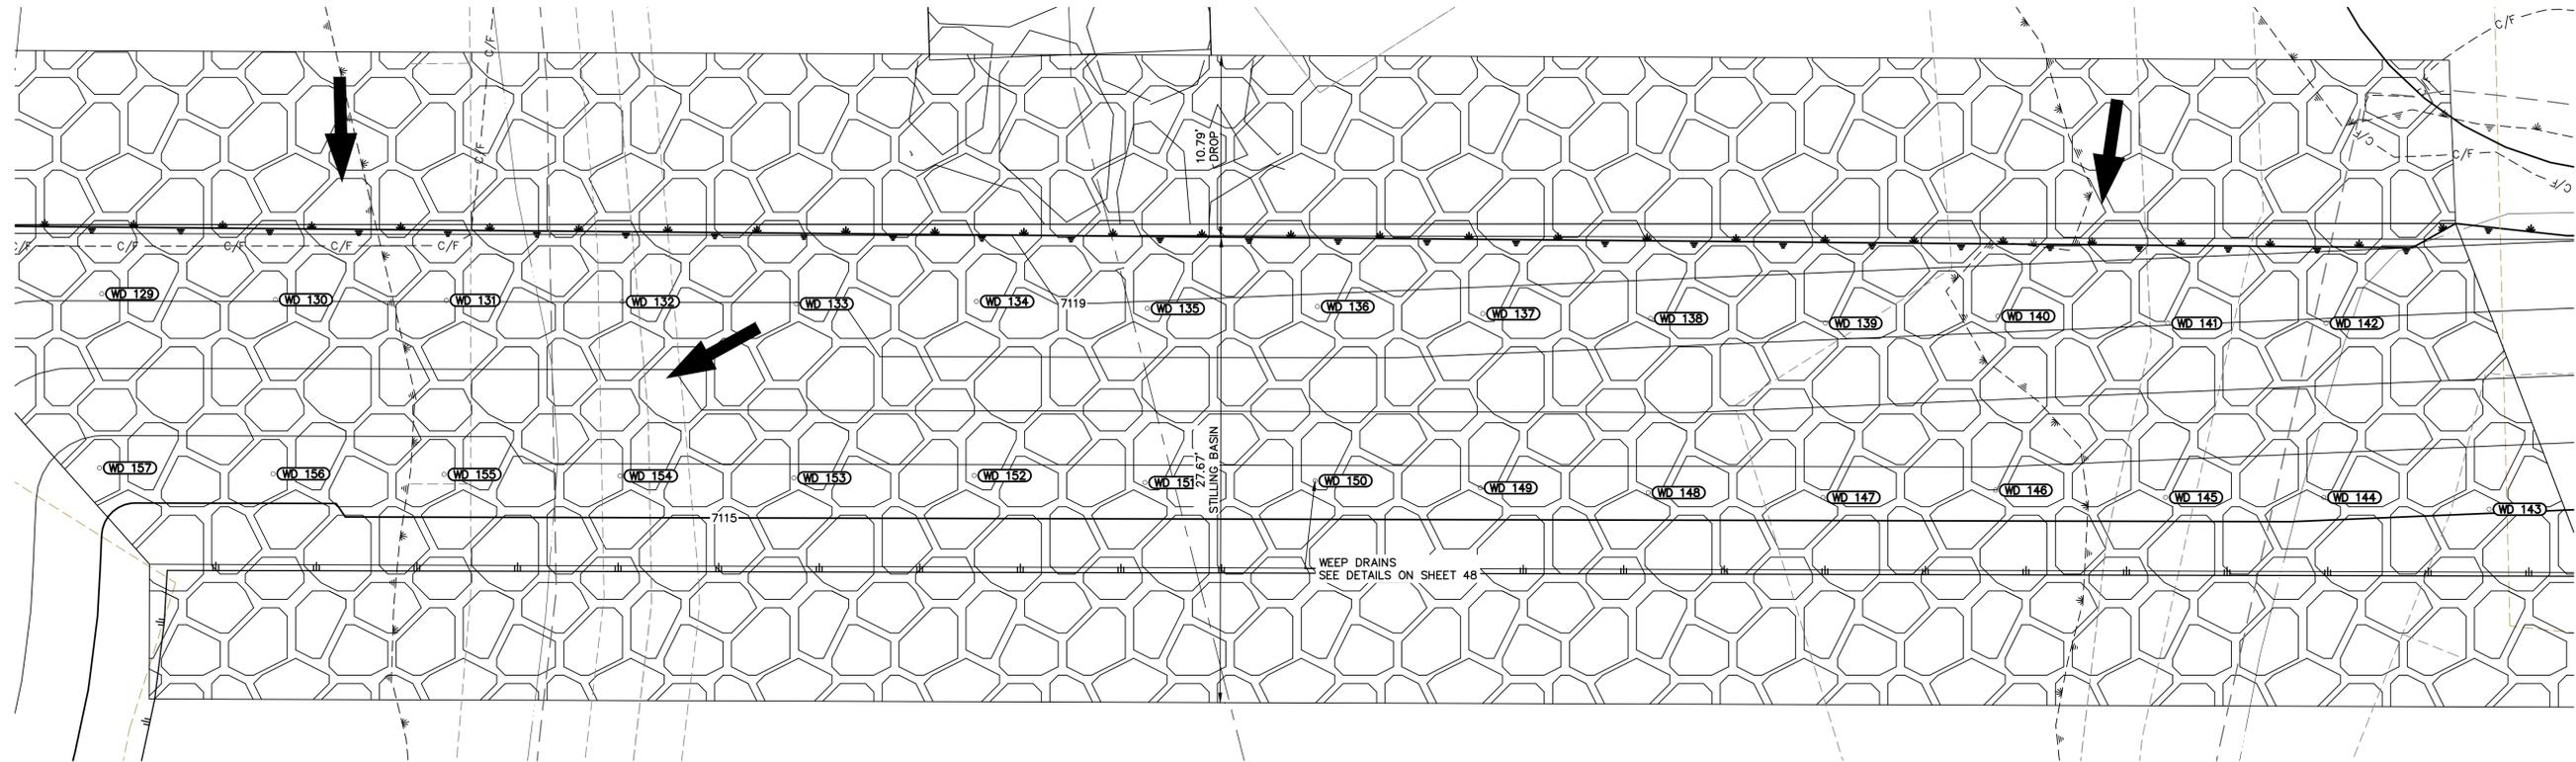 C/F
C/F
C/F
C/F
C/F
C/F
10.79'
DROP
C/F
C/F
C/F
C/F
C/F
WD 129
WD 130
WD 131
WD 132
WD 133
WD 134
7119
WD 135
WD 136
WD 137
WD 138
WD 139
WD 140
WD 141
WD 142
27.67'
STILLING BASIN
WD 157
WD 156
WD 155
WD 154
WD 153
WD 152
WD 151
WD 150
WD 149
WD 148
WD 147
WD 146
WD 145
WD 144
WD 143
7115
WEEP DRAINS
SEE DETAILS ON SHEET 48